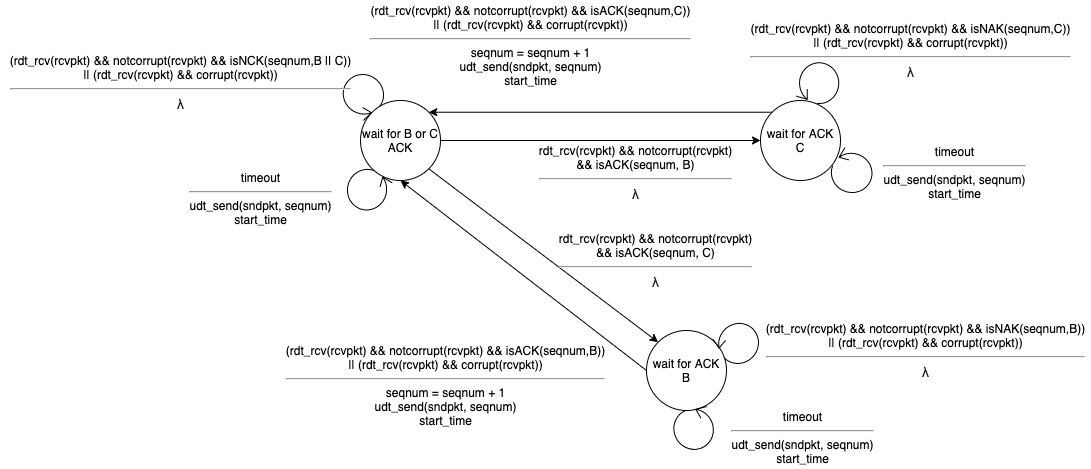 (rdt_rcv(rcvpkt) && notcorrupt(rcvpkt) && isACK(seqnum,C))
|| (rdt_rcv(rcvpkt) && corrupt(rcvpkt))
seqnum = seqnum + 1
udt_send(sndpkt, seqnum)
start_time
(rdt_rcv(rcvpkt) && notcorrupt(rcvpkt) && isNAK(seqnum,C))
|| (rdt_rcv(rcvpkt) && corrupt(rcvpkt))
λ
(rdt_rcv(rcvpkt) && notcorrupt(rcvpkt) && isNCK(seqnum,B || C))
|| (rdt_rcv(rcvpkt) && corrupt(rcvpkt))
λ
wait for B or C
ACK
wait for ACK
C
rdt_rcv(rcvpkt) && notcorrupt(rcvpkt)
&& isACK(seqnum, B)
λ
timeout
udt_send(sndpkt, seqnum)
start_time
timeout
udt_send(sndpkt, seqnum)
start_time
rdt_rcv(rcvpkt) && notcorrupt(rcvpkt)
&& isACK(seqnum, C)
λ
(rdt_rcv(rcvpkt) && notcorrupt(rcvpkt) && isACK(seqnum,B))
|| (rdt_rcv(rcvpkt) && corrupt(rcvpkt))
seqnum = seqnum + 1
udt_send(sndpkt, seqnum)
start_time
wait for ACK
B
(rdt_rcv(rcvpkt) && notcorrupt(rcvpkt) && isNAK(seqnum,B))
|| (rdt_rcv(rcvpkt) && corrupt(rcvpkt))
λ
timeout
udt_send(sndpkt, seqnum)
start_time